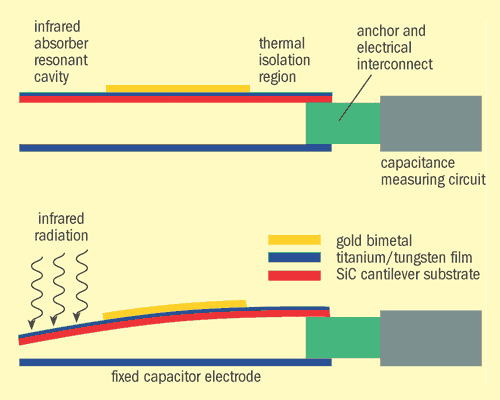 infrared
absorber
resonant
cavity
thermal
isolation
region
anchor and
electrical
interconnect
capacitance
measuring circuit
infrared
radiation
gold bimetal
titanium/tungsten film
SiC cantilever substrate
fixed capacitor electrode